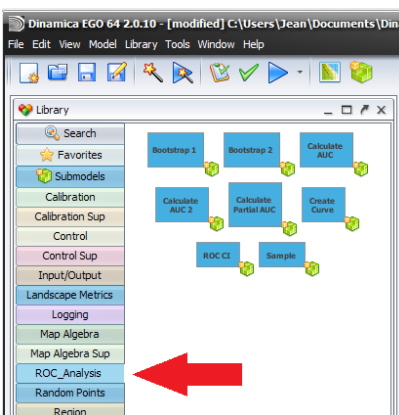 Dinamica EGO 64 2.0.10 - [modified] C:\Users\Jean\Documents\Din
File Edit View Model Library Tools Window Help
Library
Search
Favorites
Submodels
Calibration
Calibration Sup
Control
Control Sup
Input/Output
Landscape Metrics
Logging
Map Algebra
Map Algebra Sup
ROC_Analysis
Random Points
Region
Bootstrap 1
Bootstrap 2
Calculate
AUC
Calculate
AUC 2
Calculate
Partial AUC
Create
Curve
ROC CI
Sample